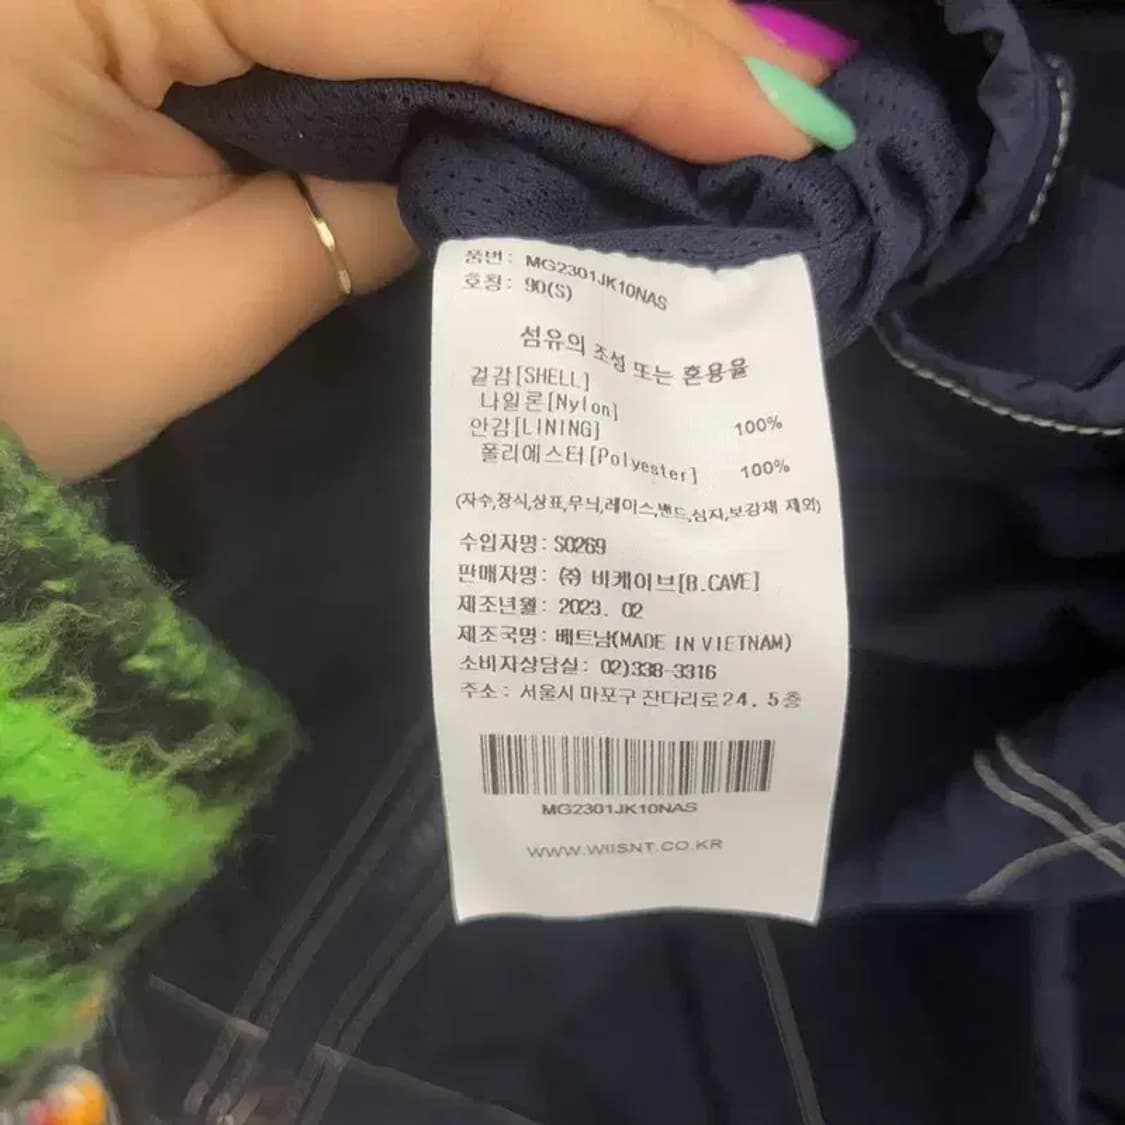 품번: MG2301JK10NAS
호칭: 90(S)
섬유의 조성 또는 혼용율
겉감[SHELL]
나일론[Nylon] 100%
안감[LINING]
폴리에스터[Polyester] 100%
(자수,장식,상표,무늬,레이스,밴드,심지,보강재 제외)
수입자명: S0269
판매자명: ㈜ 비케이브[B.CAVE]
제조년월: 2023. 02
제조국명: 베트남(MADE IN VIETNAM)
소비자상담실: 02)338-3316
주소: 서울시 마포구 잔다리로24. 5층
MG2301JK10NAS
WWW.WIISNT.CO.KR